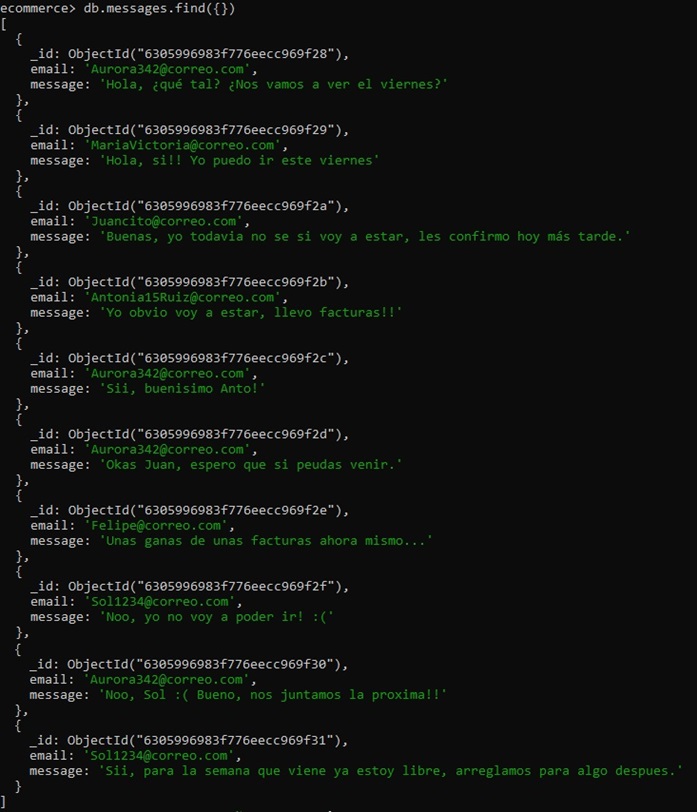 ecommerce> db.messages.find({})
[
  {
    _id: ObjectId("6305996983f776eecc969f28"),
    email: 'Aurora342@correo.com',
    message: 'Hola, ¿qué tal? ¿Nos vamos a ver el viernes?'
  },
  {
    _id: ObjectId("6305996983f776eecc969f29"),
    email: 'MariaVictoria@correo.com',
    message: 'Hola, si!! Yo puedo ir este viernes'
  },
  {
    _id: ObjectId("6305996983f776eecc969f2a"),
    email: 'Juancito@correo.com',
    message: 'Buenas, yo todavia no se si voy a estar, les confirmo hoy más tarde.'
  },
  {
    _id: ObjectId("6305996983f776eecc969f2b"),
    email: 'Antonia15Ruiz@correo.com',
    message: 'Yo obvio voy a estar, llevo facturas!!'
  },
  {
    _id: ObjectId("6305996983f776eecc969f2c"),
    email: 'Aurora342@correo.com',
    message: 'Sii, buenisimo Anto!'
  },
  {
    _id: ObjectId("6305996983f776eecc969f2d"),
    email: 'Aurora342@correo.com',
    message: 'Okas Juan, espero que si peudas venir.'
  },
  {
    _id: ObjectId("6305996983f776eecc969f2e"),
    email: 'Felipe@correo.com',
    message: 'Unas ganas de unas facturas ahora mismo...'
  },
  {
    _id: ObjectId("6305996983f776eecc969f2f"),
    email: 'Sol1234@correo.com',
    message: 'Noo, yo no voy a poder ir! :('
  },
  {
    _id: ObjectId("6305996983f776eecc969f30"),
    email: 'Aurora342@correo.com',
    message: 'Noo, Sol :( Bueno, nos juntamos la proxima!!'
  },
  {
    _id: ObjectId("6305996983f776eecc969f31"),
    email: 'Sol1234@correo.com',
    message: 'Sii, para la semana que viene ya estoy libre, arreglamos para algo despues.'
  }
]